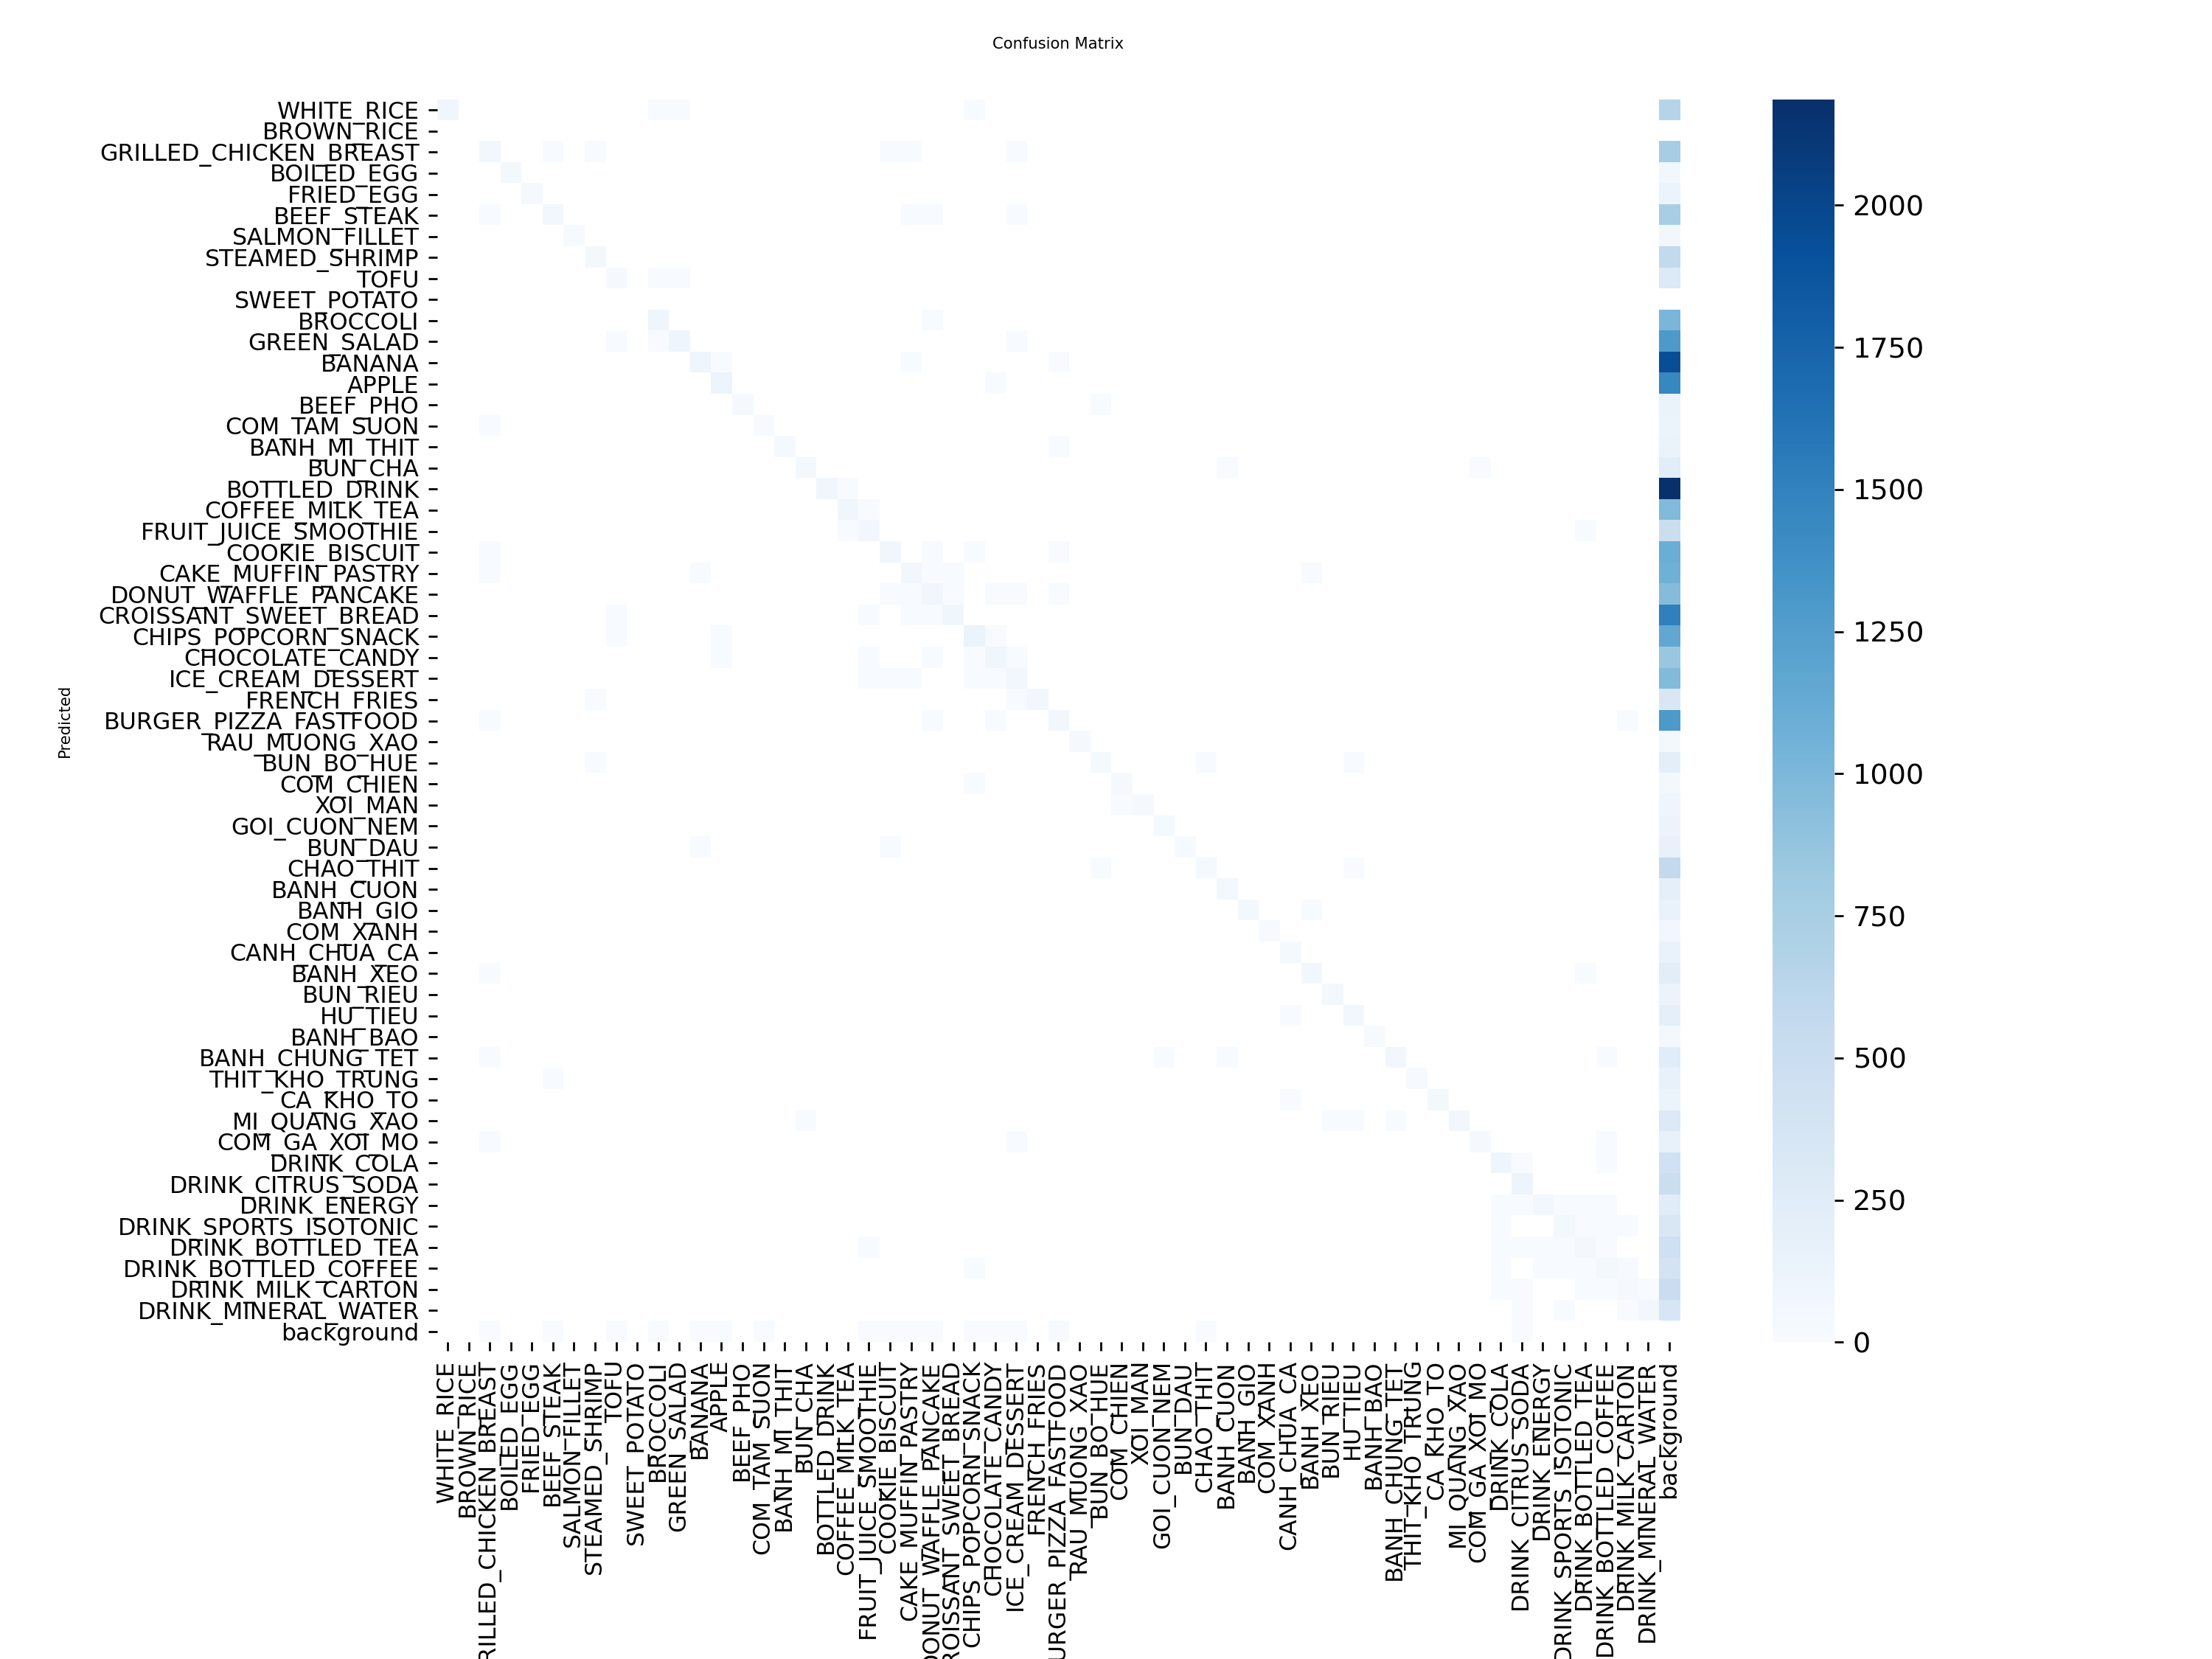 Confusion Matrix
Predicted
WHITE_RICE
BROWN_RICE
GRILLED_CHICKEN_BREAST
BOILED_EGG
FRIED_EGG
BEEF_STEAK
SALMON_FILLET
STEAMED_SHRIMP
TOFU
SWEET_POTATO
BROCCOLI
GREEN_SALAD
BANANA
APPLE
BEEF_PHO
COM_TAM_SUON
BANH_MI_THIT
BUN_CHA
BOTTLED_DRINK
COFFEE_MILK_TEA
FRUIT_JUICE_SMOOTHIE
COOKIE_BISCUIT
CAKE_MUFFIN_PASTRY
DONUT_WAFFLE_PANCAKE
CROISSANT_SWEET_BREAD
CHIPS_POPCORN_SNACK
CHOCOLATE_CANDY
ICE_CREAM_DESSERT
FRENCH_FRIES
BURGER_PIZZA_FASTFOOD
RAU_MUONG_XAO
BUN_BO_HUE
COM_CHIEN
XOI_MAN
GOI_CUON_NEM
BUN_DAU
CHAO_THIT
BANH_CUON
BANH_GIO
COM_XANH
CANH_CHUA_CA
BANH_XEO
BUN_RIEU
HU_TIEU
BANH_BAO
BANH_CHUNG_TET
THIT_KHO_TRUNG
CA_KHO_TO
MI_QUANG_XAO
COM_GA_XOI_MO
DRINK_COLA
DRINK_CITRUS_SODA
DRINK_ENERGY
DRINK_SPORTS_ISOTONIC
DRINK_BOTTLED_TEA
DRINK_BOTTLED_COFFEE
DRINK_MILK_CARTON
DRINK_MINERAL_WATER
background
WHITE_RICE
BROWN_RICE
RILLED_CHICKEN_BREAST
BOILED_EGG
FRIED_EGG
BEEF_STEAK
SALMON_FILLET
STEAMED_SHRIMP
TOFU
SWEET_POTATO
BROCCOLI
GREEN_SALAD
BANANA
APPLE
BEEF_PHO
COM_TAM_SUON
BANH_MI_THIT
BUN_CHA
BOTTLED_DRINK
COFFEE_MILK_TEA
FRUIT_JUICE_SMOOTHIE
COOKIE_BISCUIT
CAKE_MUFFIN_PASTRY
DONUT_WAFFLE_PANCAKE
ROISSANT_SWEET_BREAD
CHIPS_POPCORN_SNACK
CHOCOLATE_CANDY
ICE_CREAM_DESSERT
FRENCH_FRIES
URGER_PIZZA_FASTFOOD
RAU_MUONG_XAO
BUN_BO_HUE
COM_CHIEN
XOI_MAN
GOI_CUON_NEM
BUN_DAU
CHAO_THIT
BANH_CUON
BANH_GIO
COM_XANH
CANH_CHUA_CA
BANH_XEO
BUN_RIEU
HU_TIEU
BANH_BAO
BANH_CHUNG_TET
THIT_KHO_TRUNG
CA_KHO_TO
MI_QUANG_XAO
COM_GA_XOI_MO
DRINK_COLA
DRINK_CITRUS_SODA
DRINK_ENERGY
DRINK_SPORTS_ISOTONIC
DRINK_BOTTLED_TEA
DRINK_BOTTLED_COFFEE
DRINK_MILK_CARTON
DRINK_MINERAL_WATER
background
2000
1750
1500
1250
1000
750
500
250
0